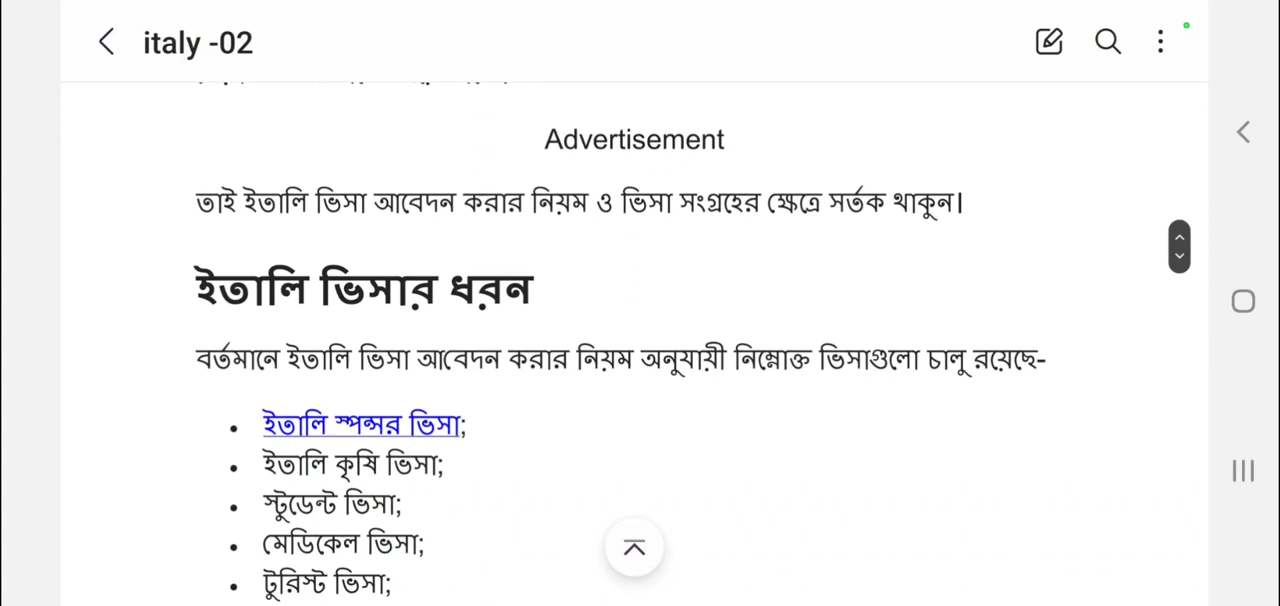 italy -02
Advertisement
তাই ইতালি ভিসা আবেদন করার নিয়ম ও ভিসা সংগ্রহের ক্ষেত্রে সর্তক থাকুন।
ইতালি ভিসার ধরন
বর্তমানে ইতালি ভিসা আবেদন করার নিয়ম অনুযায়ী নিম্নোক্ত ভিসাগুলো চালু রয়েছে-
• ইতালি স্পন্সর ভিসা;
• ইতালি কৃষি ভিসা;
• স্টুডেন্ট ভিসা;
• মেডিকেল ভিসা;
• টুরিস্ট ভিসা;